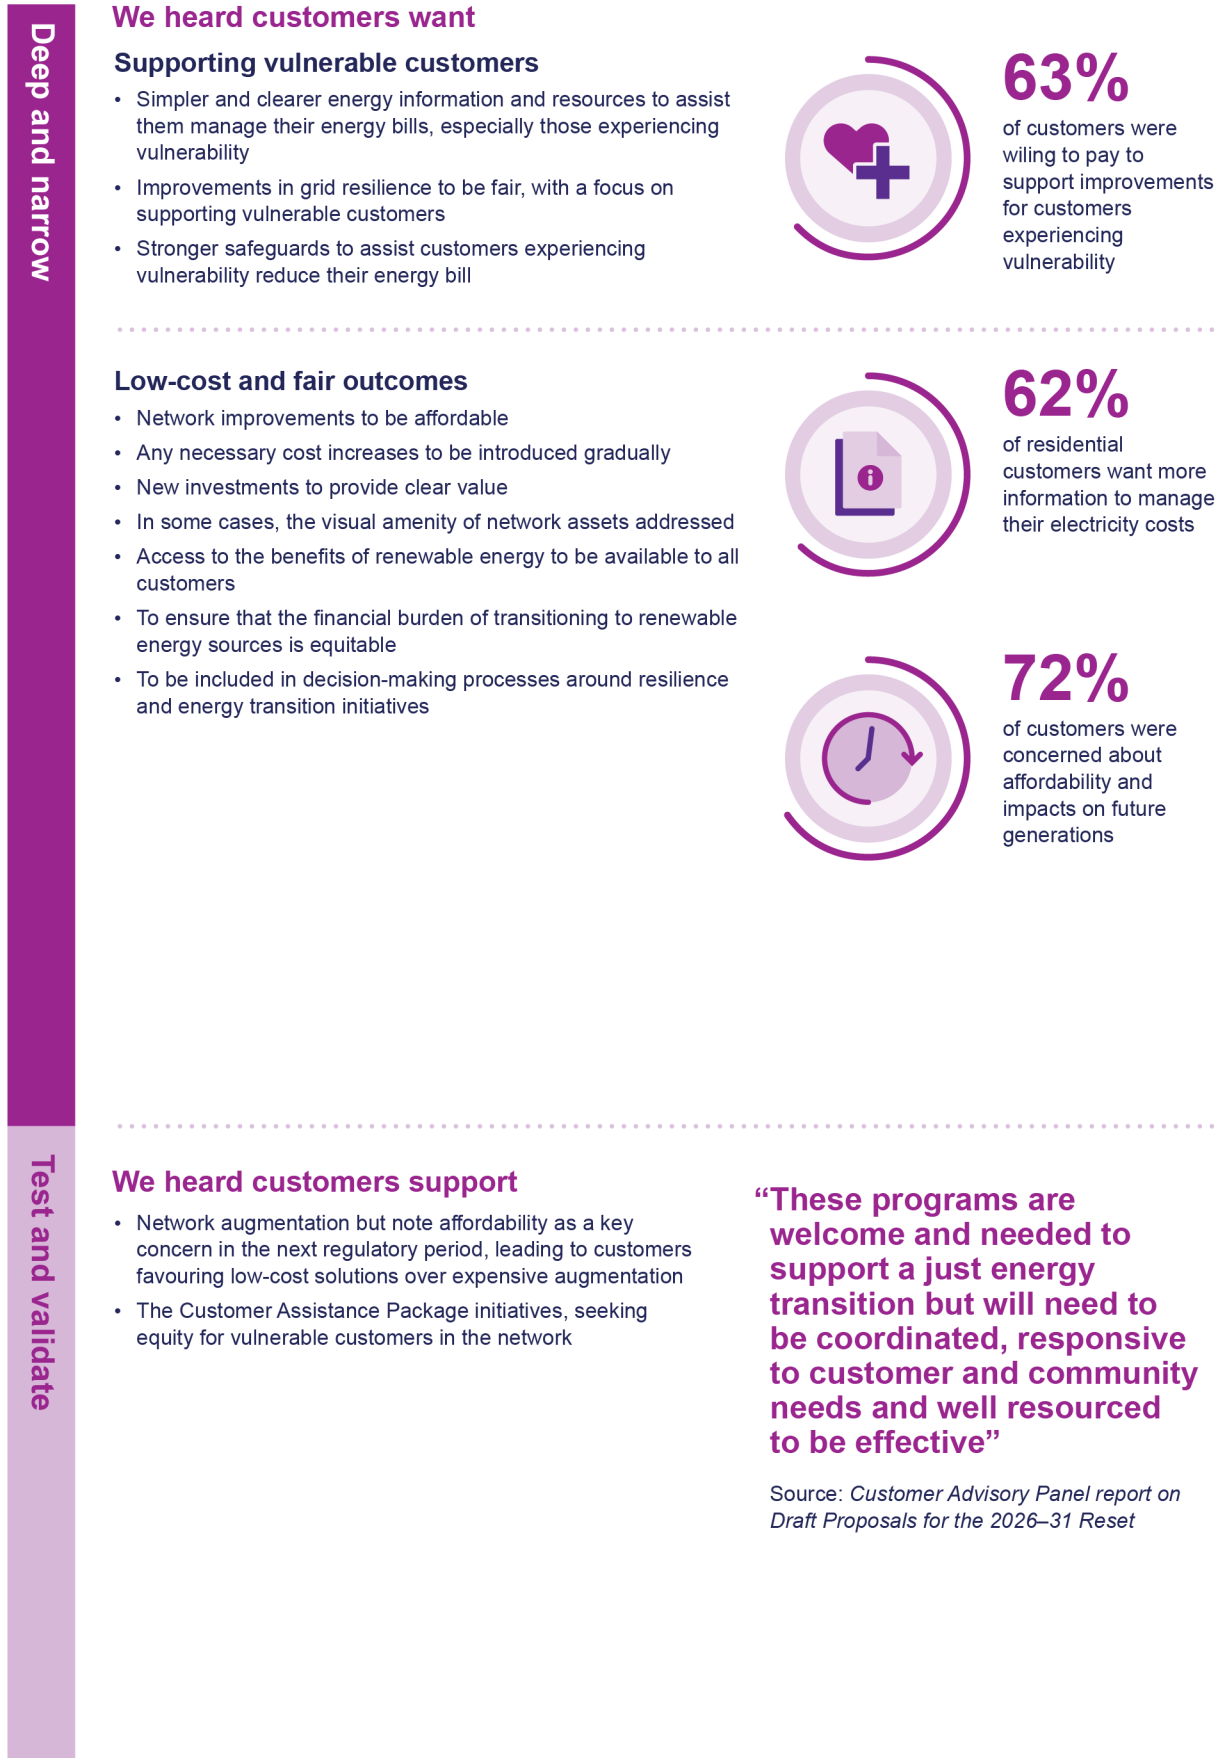 Deep and narrow
We heard customers want
Supporting vulnerable customers
• Simpler and clearer energy information and resources to assist
them manage their energy bills, especially those experiencing
vulnerability
• Improvements in grid resilience to be fair, with a focus on
supporting vulnerable customers
• Stronger safeguards to assist customers experiencing
vulnerability reduce their energy bill
63%
of customers were
wiling to pay to
support improvements
for customers
experiencing
vulnerability
Low-cost and fair outcomes
• Network improvements to be affordable
• Any necessary cost increases to be introduced gradually
• New investments to provide clear value
• In some cases, the visual amenity of network assets addressed
• Access to the benefits of renewable energy to be available to all
customers
• To ensure that the financial burden of transitioning to renewable
energy sources is equitable
• To be included in decision-making processes around resilience
and energy transition initiatives
62%
of residential
customers want more
information to manage
their electricity costs
72%
of customers were
concerned about
affordability and
impacts on future
generations
Test and validate
We heard customers support
• Network augmentation but note affordability as a key
concern in the next regulatory period, leading to customers
favouring low-cost solutions over expensive augmentation
• The Customer Assistance Package initiatives, seeking
equity for vulnerable customers in the network
“These programs are
welcome and needed to
support a just energy
transition but will need to
be coordinated, responsive
to customer and community
needs and well resourced
to be effective”
Source: Customer Advisory Panel report on
Draft Proposals for the 2026–31 Reset